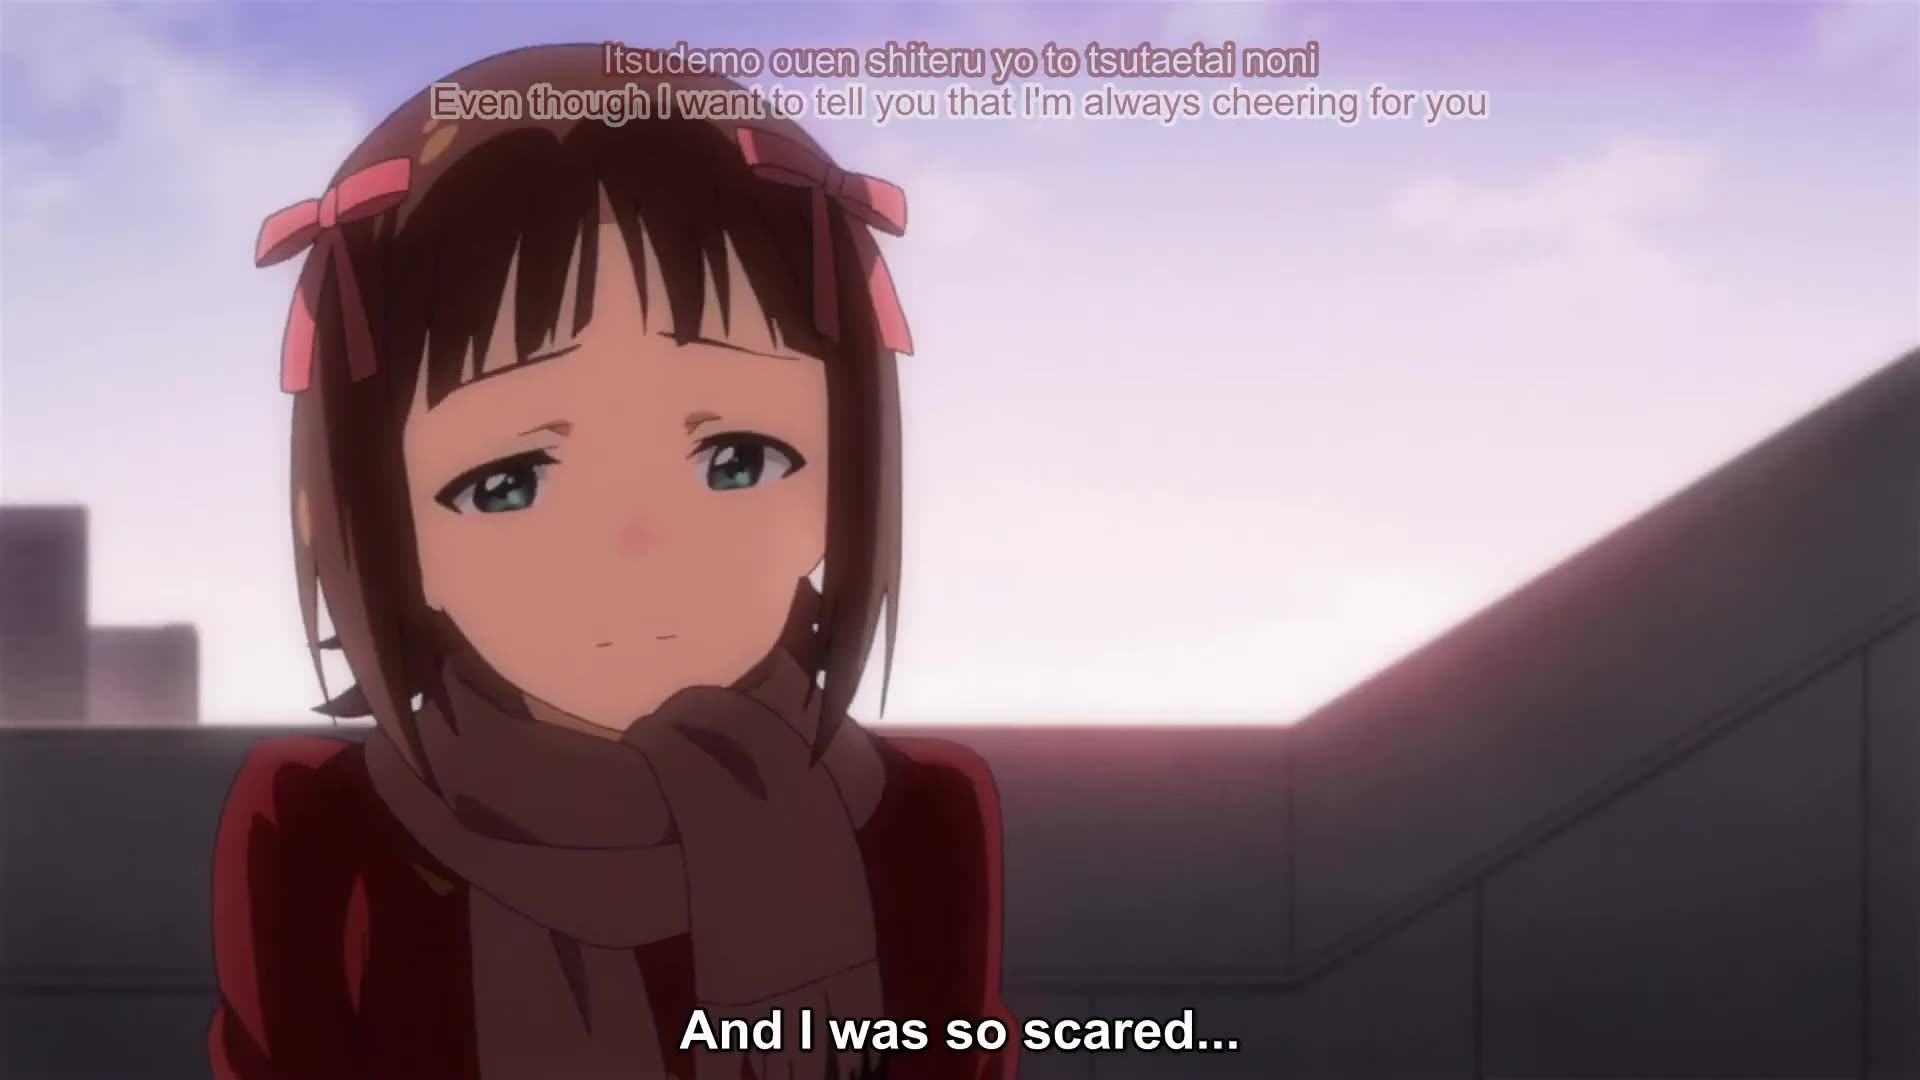 Itsudemo ouen shiteru yo to tsutaetai noni
Even though I want to tell you that I'm always cheering for you
And I was so scared...